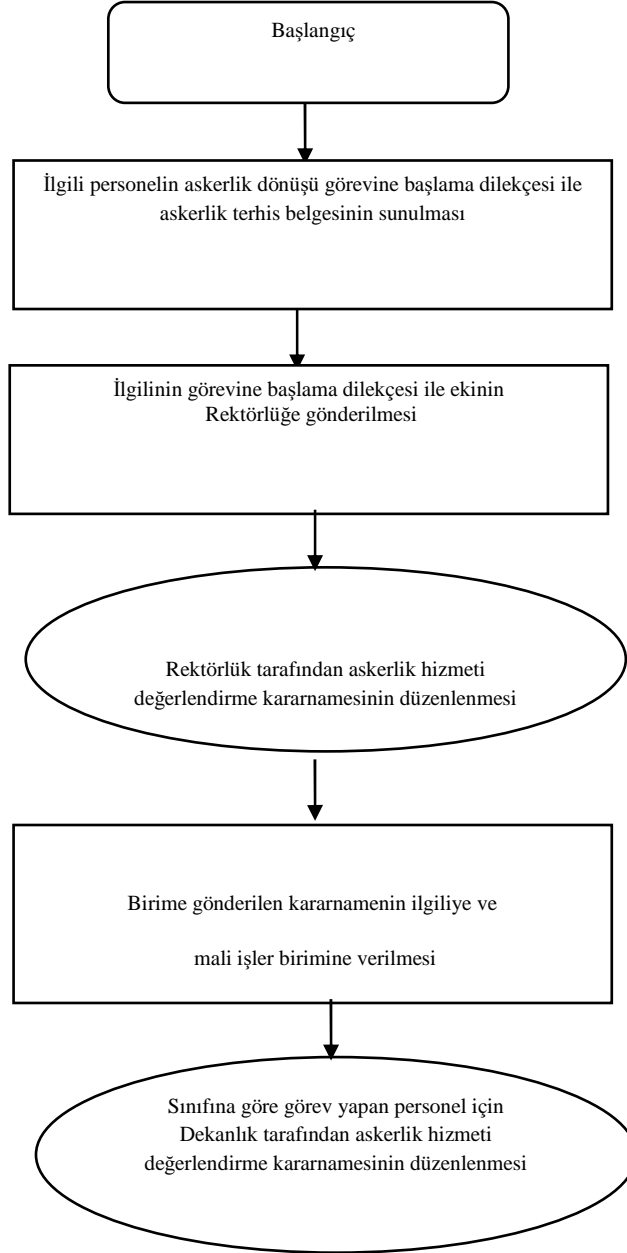 Başlangıç
İlgili personelin askerlik dönüşü görevine başlama dilekçesi ile
askerlik terhis belgesinin sunulması
İlgilinin görevine başlama dilekçesi ile ekinin
Rektörlüğe gönderilmesi
Rektörlük tarafından askerlik hizmeti
değerlendirme kararnamesinin düzenlenmesi
Birime gönderilen kararnamenin ilgiliye ve
mali işler birimine verilmesi
Sınıfına göre görev yapan personel için
Dekanlık tarafından askerlik hizmeti
değerlendirme kararnamesinin düzenlenmesi